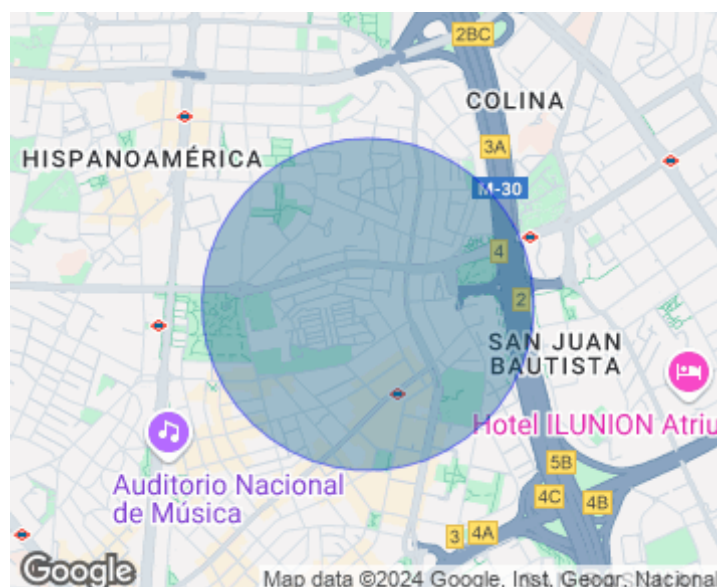 2BC
COLINA
3A
HISPANOAMÉRICA
M-30
4
2
SAN JUAN
BAUTISTA
Hotel ILUNION Atriu
Auditorio Nacional
de Música
5B
4C
4B
3
4A
Google
Map data ©2024 Google, Inst. Geogr. Nacional